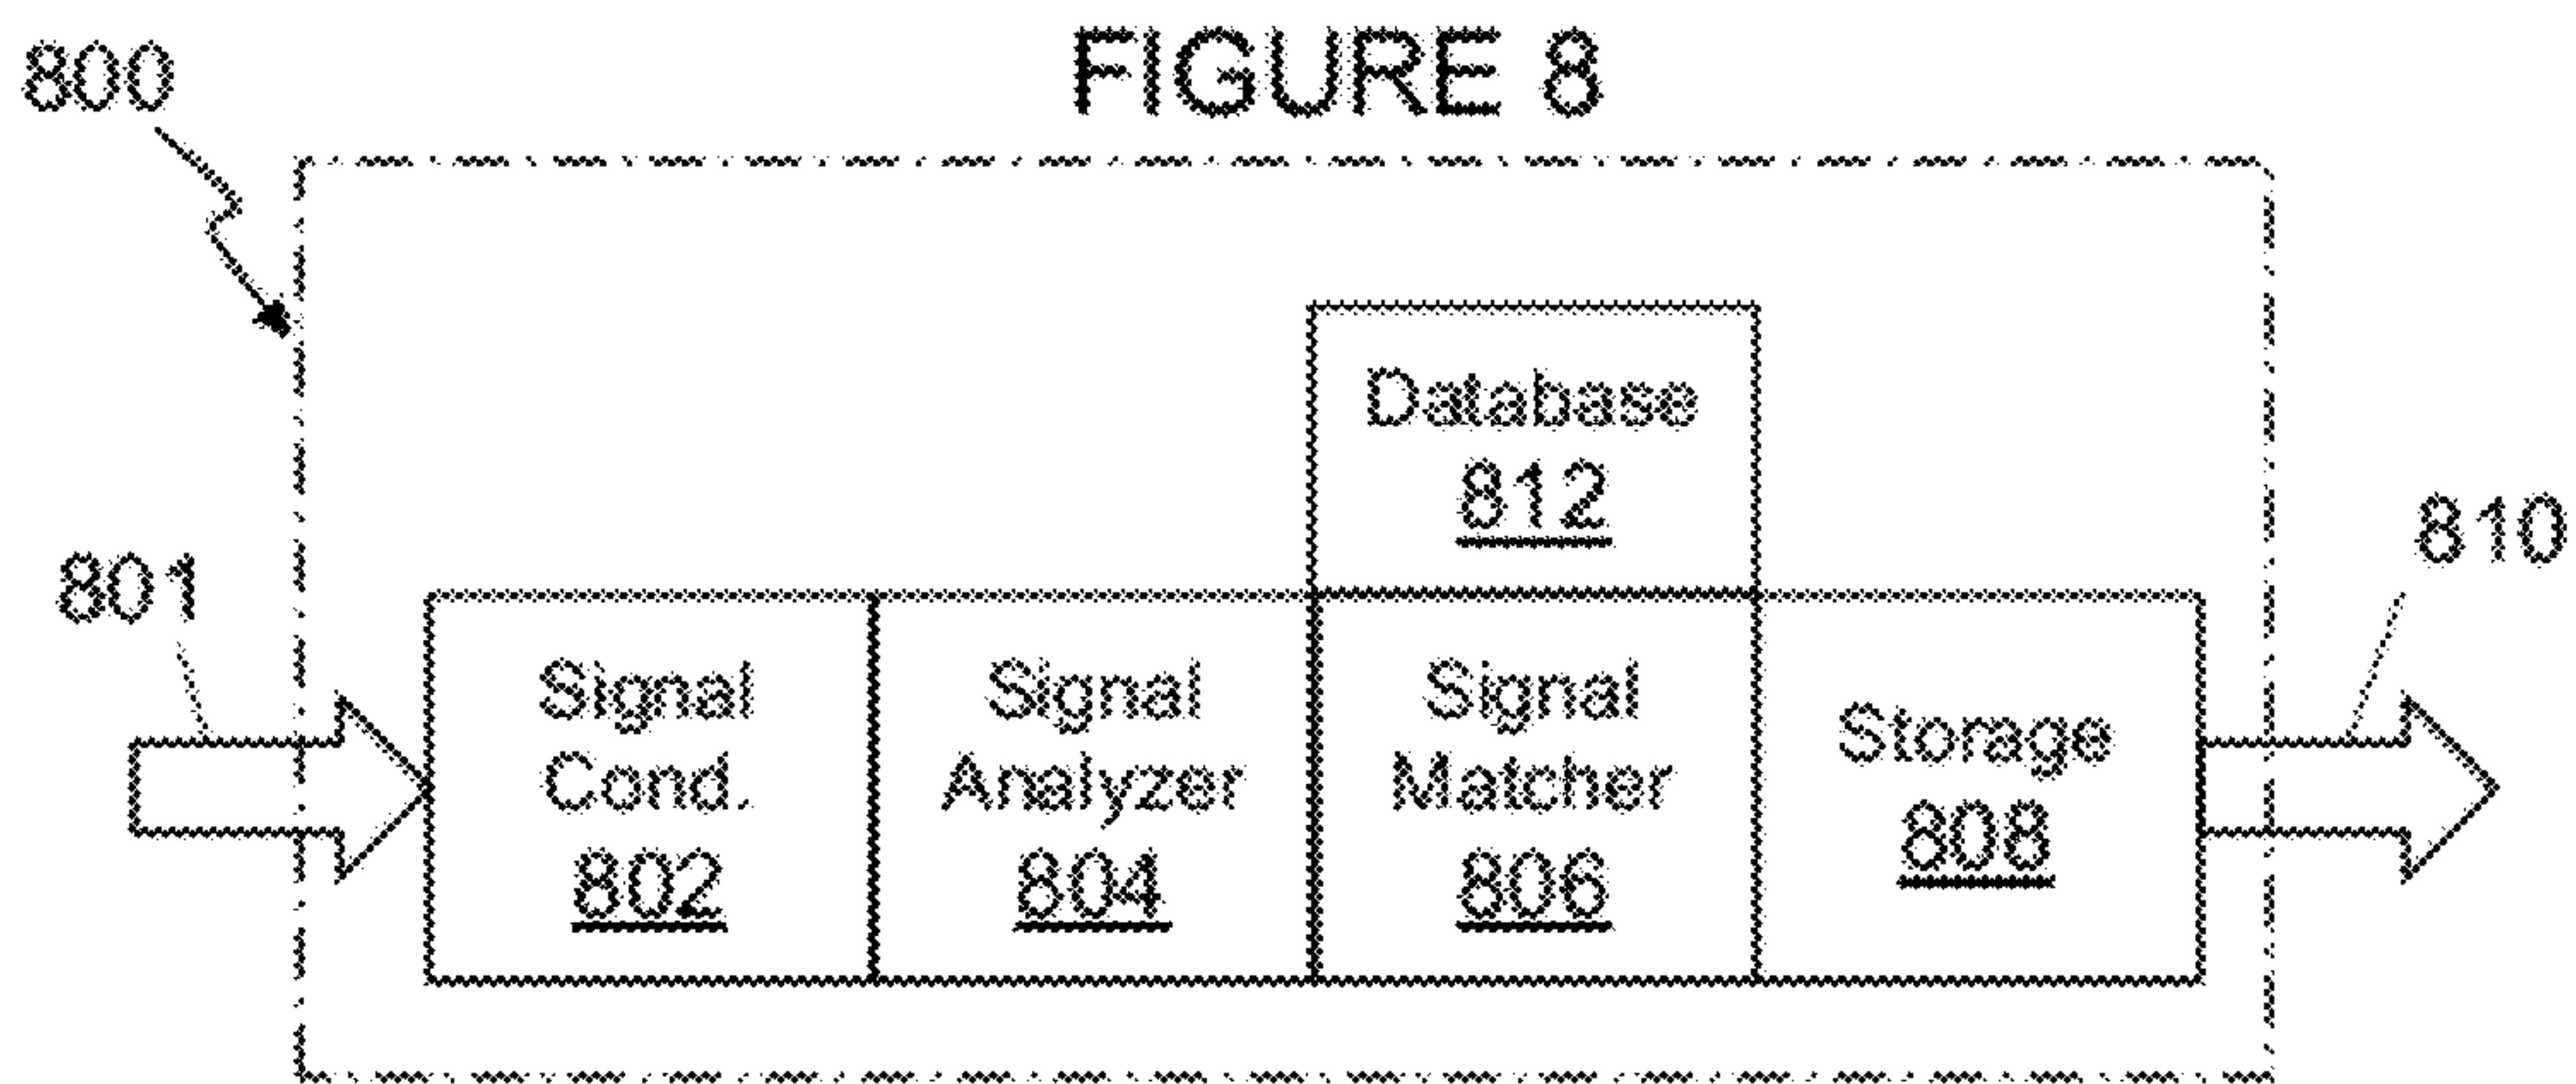 FIGURE 8
800
Database
812
810
801
Signal
Cond.
802
Signal
Analyzer
804
Signal
Matcher
806
Storage
808